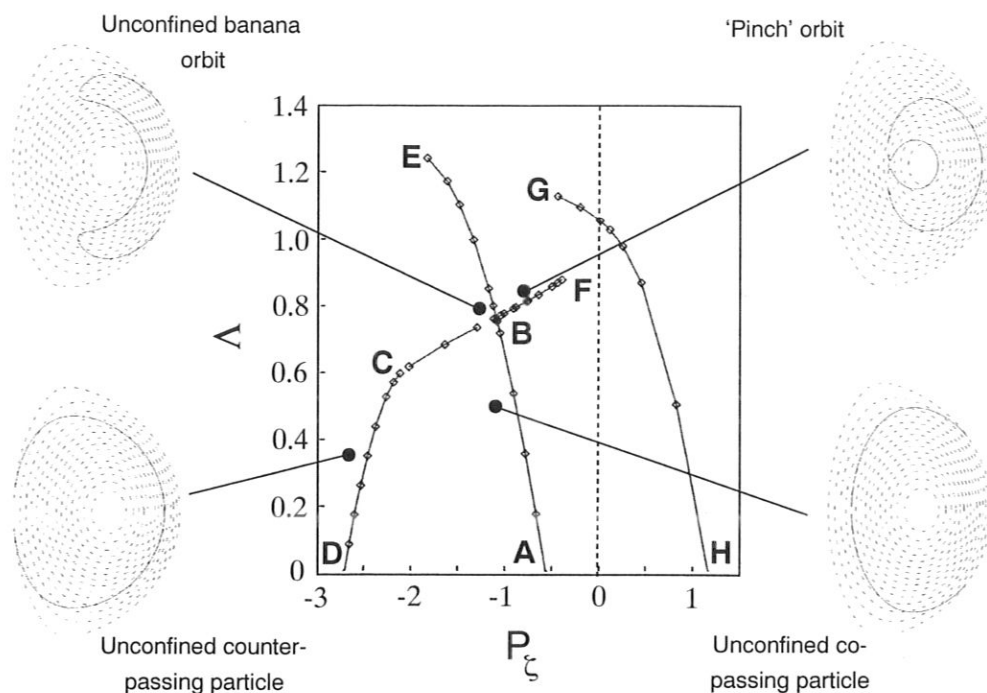 Unconfined banana
orbit
‘Pinch’ orbit
1.4
1.2
1.0
0.8
0.6
0.4
0.2
0
Λ
E
G
F
B
C
D
A
H
-3
-2
-1
0
1
Pζ
Unconfined counter-
passing particle
Unconfined co-
passing particle